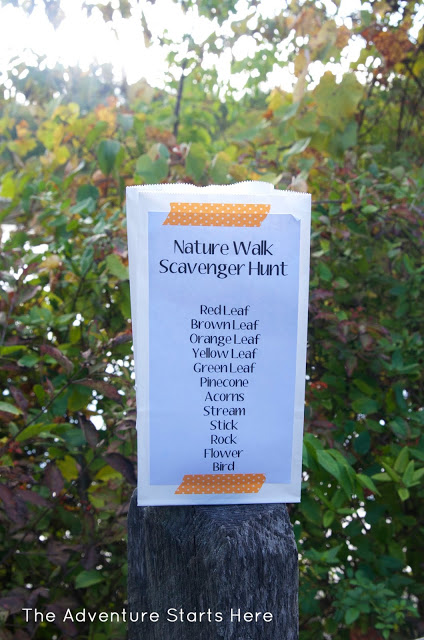 Nature Walk
Scavenger Hunt
Red Leaf
Brown Leaf
Orange Leaf
Yellow Leaf
Green Leaf
Pinecone
Acorns
Stream
Stick
Rock
Flower
Bird
The Adventure Starts Here